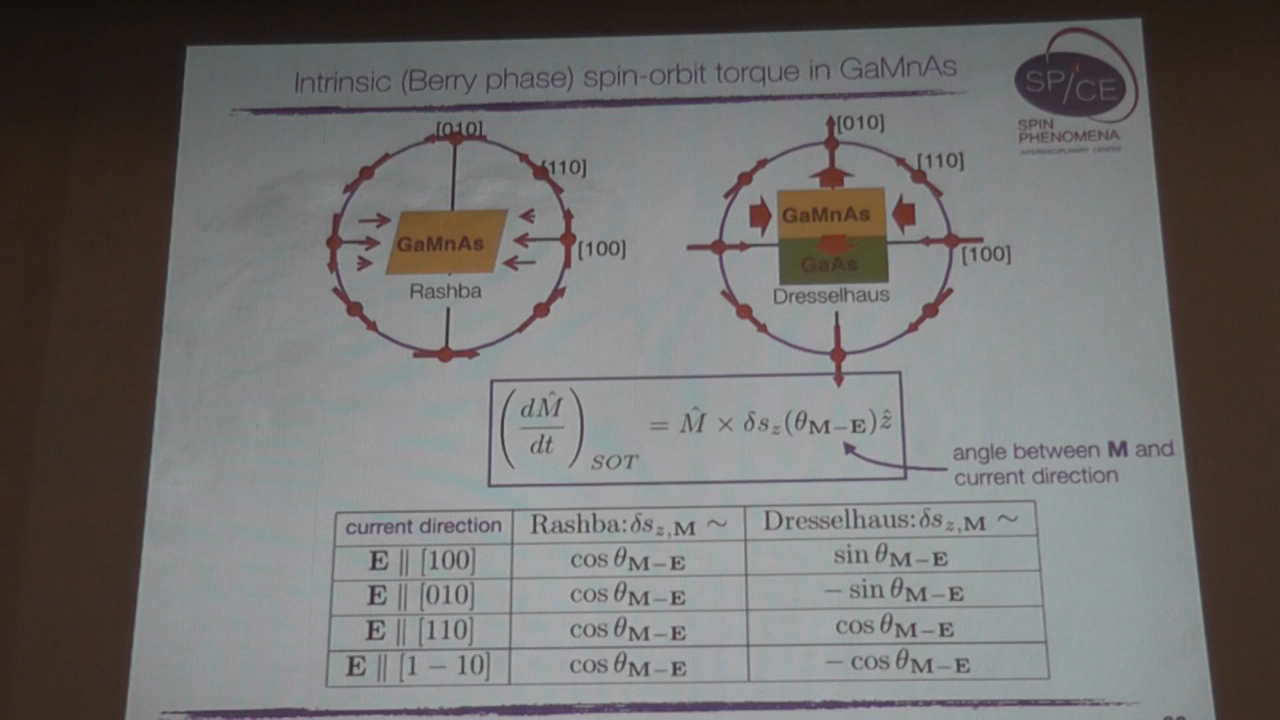 Intrinsic (Berry phase) spin-orbit torque in GaMnAs
SP/CE
SPIN
PHENOMENA
INTERDISCIPLINARY CENTER
[010]
[110]
[100]
GaMnAs
Rashba
[010]
[110]
[100]
GaMnAs
GaAs
Dresselhaus
(dM̂/dt)_SOT = M̂ × δs_z(θ_M−E)ẑ
angle between M and
current direction
current direction | Rashba:δs_z,M ∼ | Dresselhaus:δs_z,M ∼
E ∥ [100] | cos θ_M−E | sin θ_M−E
E ∥ [010] | cos θ_M−E | − sin θ_M−E
E ∥ [110] | cos θ_M−E | cos θ_M−E
E ∥ [1 − 10] | cos θ_M−E | − cos θ_M−E